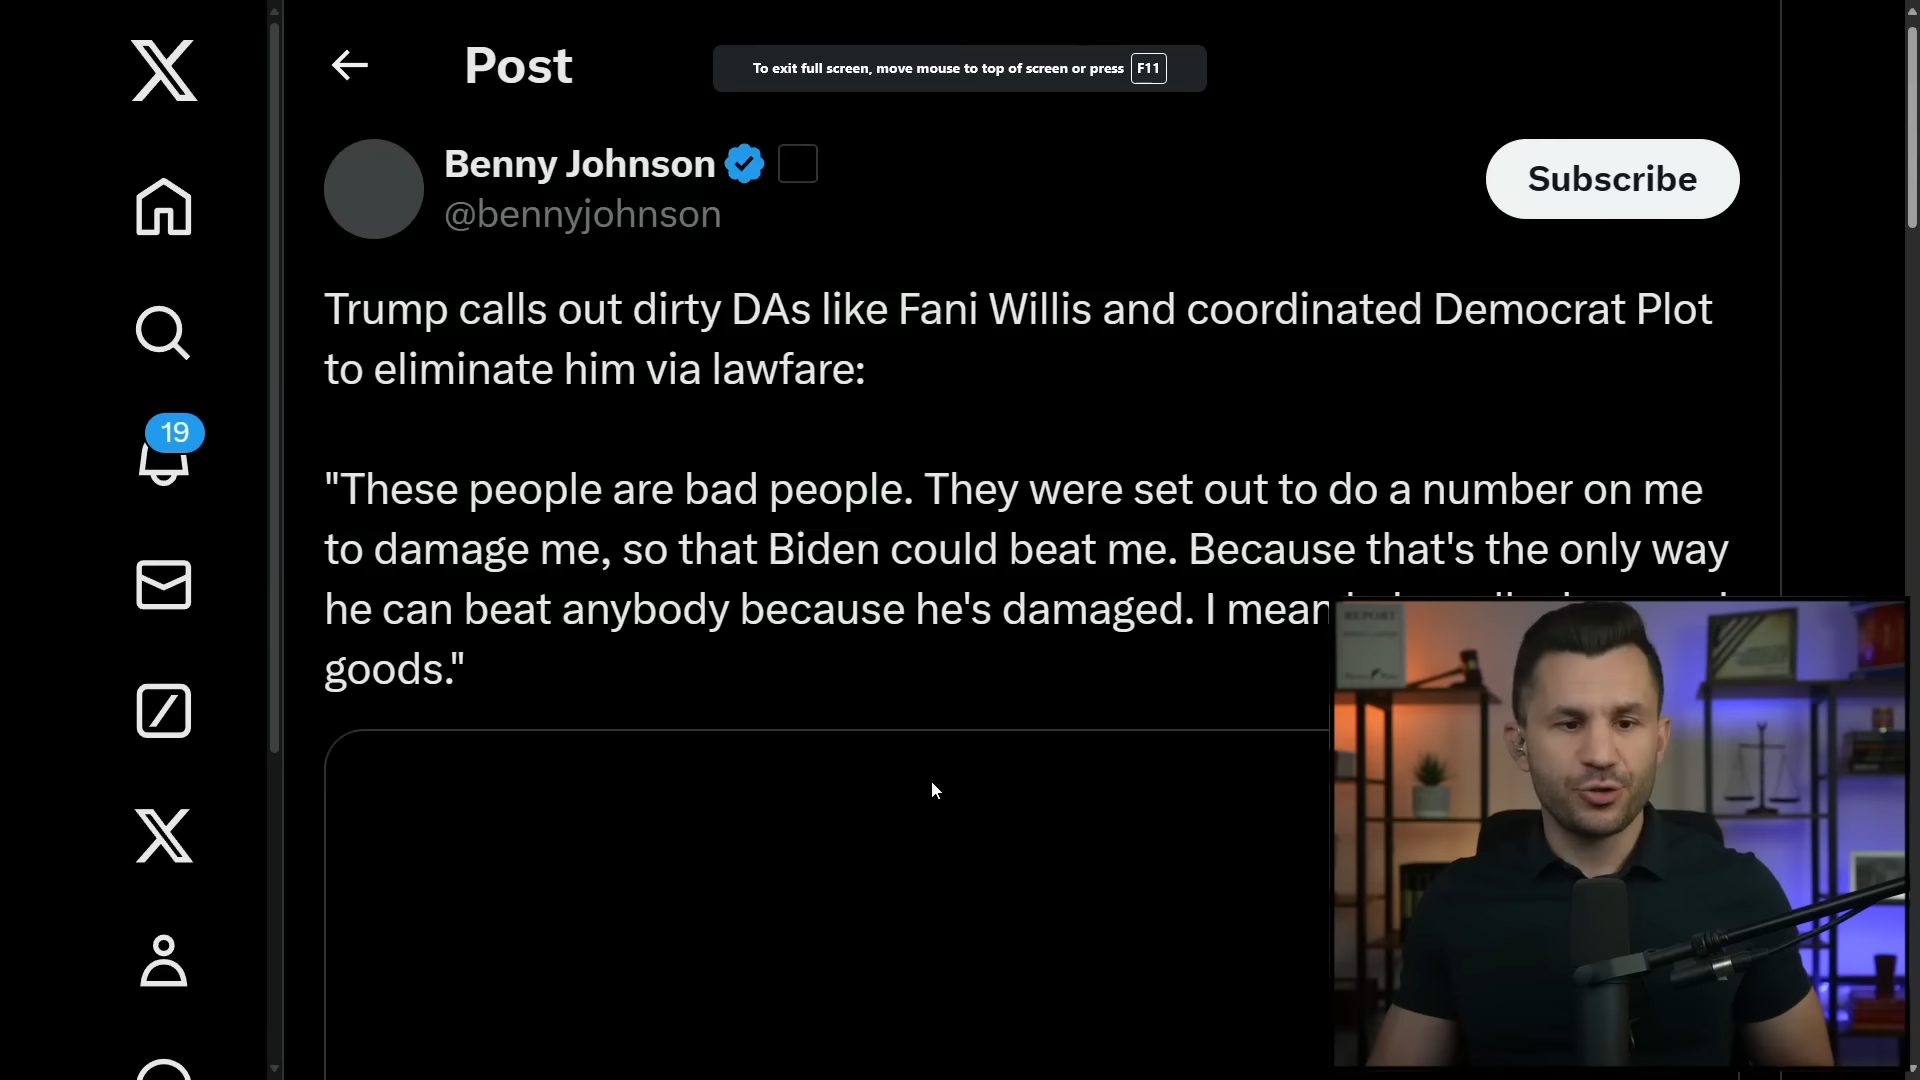 Post
To exit full screen, move mouse to top of screen or press F11
Benny Johnson
@bennyjohnson
Subscribe
Trump calls out dirty DAs like Fani Willis and coordinated Democrat Plot
to eliminate him via lawfare:
19
"These people are bad people. They were set out to do a number on me
to damage me, so that Biden could beat me. Because that's the only way
he can beat anybody because he's damaged. I mean
goods."
REPORT